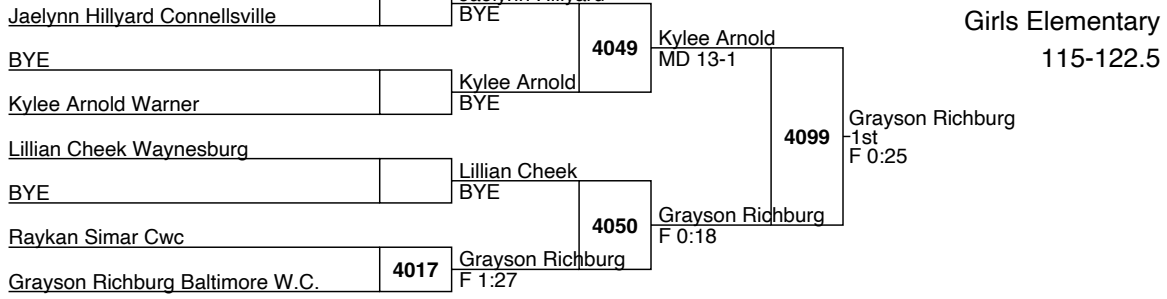 Jaelynn Hillyard
Jaelynn Hillyard Connellsville
BYE
4049
Kylee Arnold
MD 13-1
Girls Elementary
115-122.5
BYE
Kylee Arnold
BYE
Kylee Arnold Warner
4099
Grayson Richburg
1st
F 0:25
Lillian Cheek Waynesburg
Lillian Cheek
BYE
BYE
4050
Grayson Richburg
F 0:18
Raykan Simar Cwc
4017
Grayson Richburg
F 1:27
Grayson Richburg Baltimore W.C.